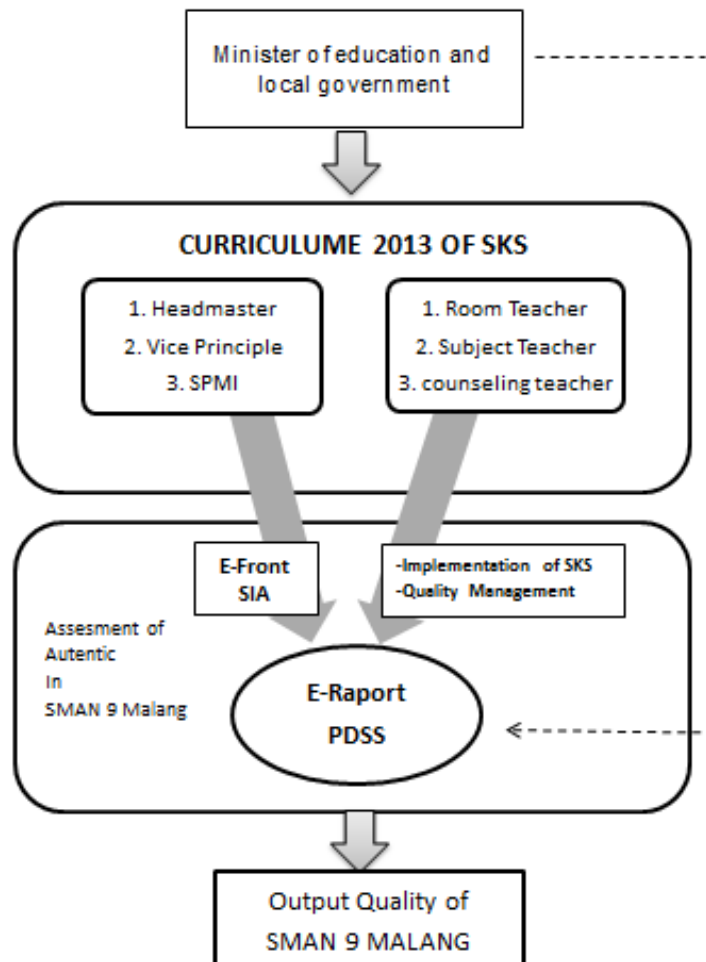 Minister of education and
local government
CURRICULUME 2013 OF SKS
1. Headmaster
2. Vice Principle
3. SPMI
1. Room Teacher
2. Subject Teacher
3. counseling teacher
E-Front
SIA
-Implementation of SKS
-Quality Management
Assesment of
Autentic
In
SMAN 9 Malang
E-Raport
PDSS
Output Quality of
SMAN 9 MALANG